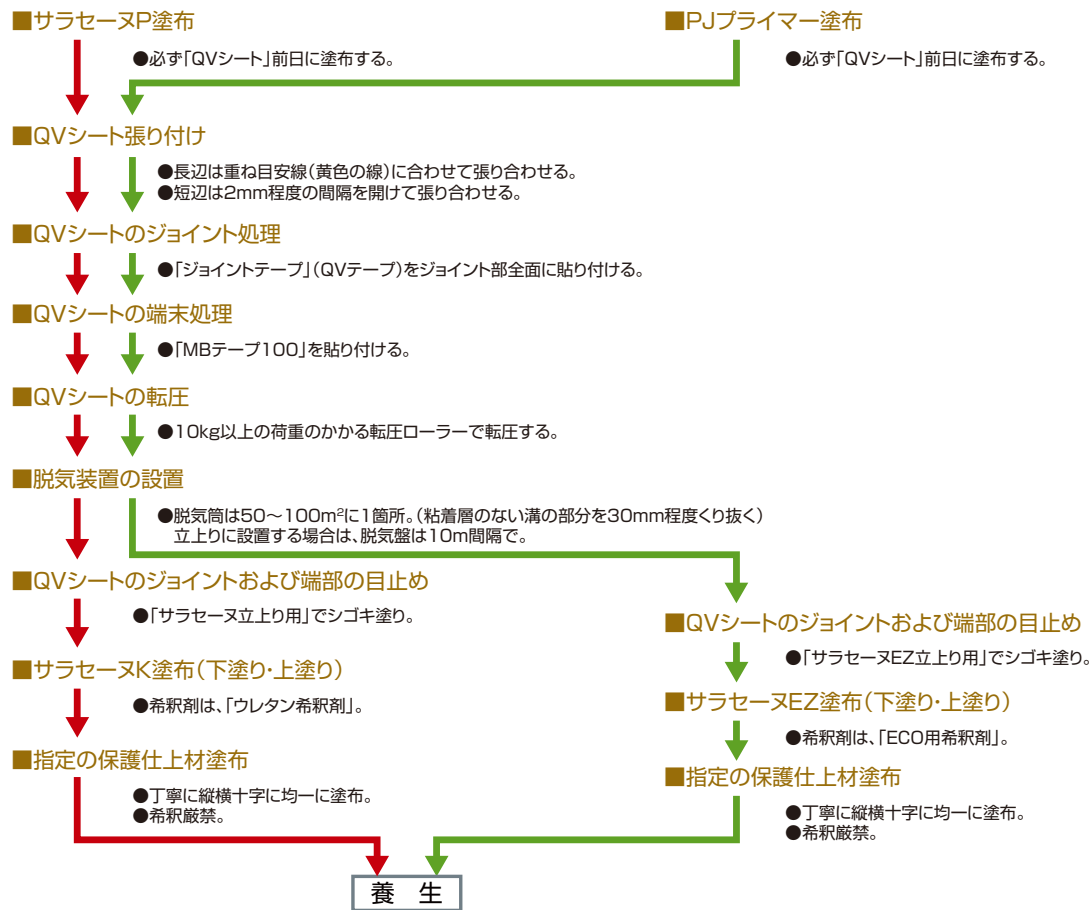 ■サラセーヌP塗布
●必ず「QVシート」前日に塗布する。
■PJプライマー塗布
●必ず「QVシート」前日に塗布する。
■QVシート張り付け
●長辺は重ね目安線(黄色の線)に合わせて張り合わせる。
●短辺は2mm程度の間隔を開けて張り合わせる。
■QVシートのジョイント処理
●「ジョイントテープ」(QVテープ)をジョイント部全面に貼り付ける。
■QVシートの端末処理
●「MBテープ100」を貼り付ける。
■QVシートの転圧
●10kg以上の荷重のかかる転圧ローラーで転圧する。
■脱気装置の設置
●脱気筒は50〜100m²に1箇所。(粘着層のない溝の部分を30mm程度くり抜く)
立上りに設置する場合は、脱気盤は10m間隔で。
■QVシートのジョイントおよび端部の目止め
●「サラセーヌ立上り用」でシゴキ塗り。
■サラセーヌK塗布(下塗り・上塗り)
●希釈剤は、「ウレタン希釈剤」。
■指定の保護仕上材塗布
●丁寧に縦横十字に均一に塗布。
●希釈厳禁。
■QVシートのジョイントおよび端部の目止め
●「サラセーヌEZ立上り用」でシゴキ塗り。
■サラセーヌEZ塗布(下塗り・上塗り)
●希釈剤は、「ECO用希釈剤」。
■指定の保護仕上材塗布
●丁寧に縦横十字に均一に塗布。
●希釈厳禁。
養 生